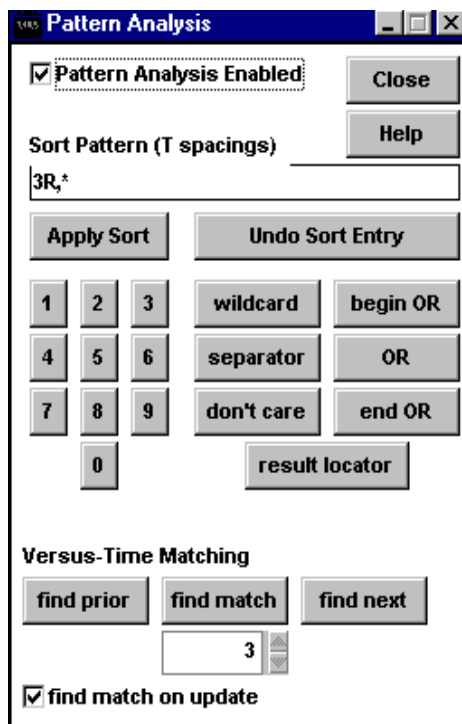 Pattern Analysis
Pattern Analysis Enabled
Close
Help
Sort Pattern (T spacings)
3R,*
Apply Sort Undo Sort Entry
1 2 3 wildcard begin OR
4 5 6 separator OR
7 8 9 don't care end OR
0 result locator
Versus-Time Matching
find prior find match find next
3
find match on update